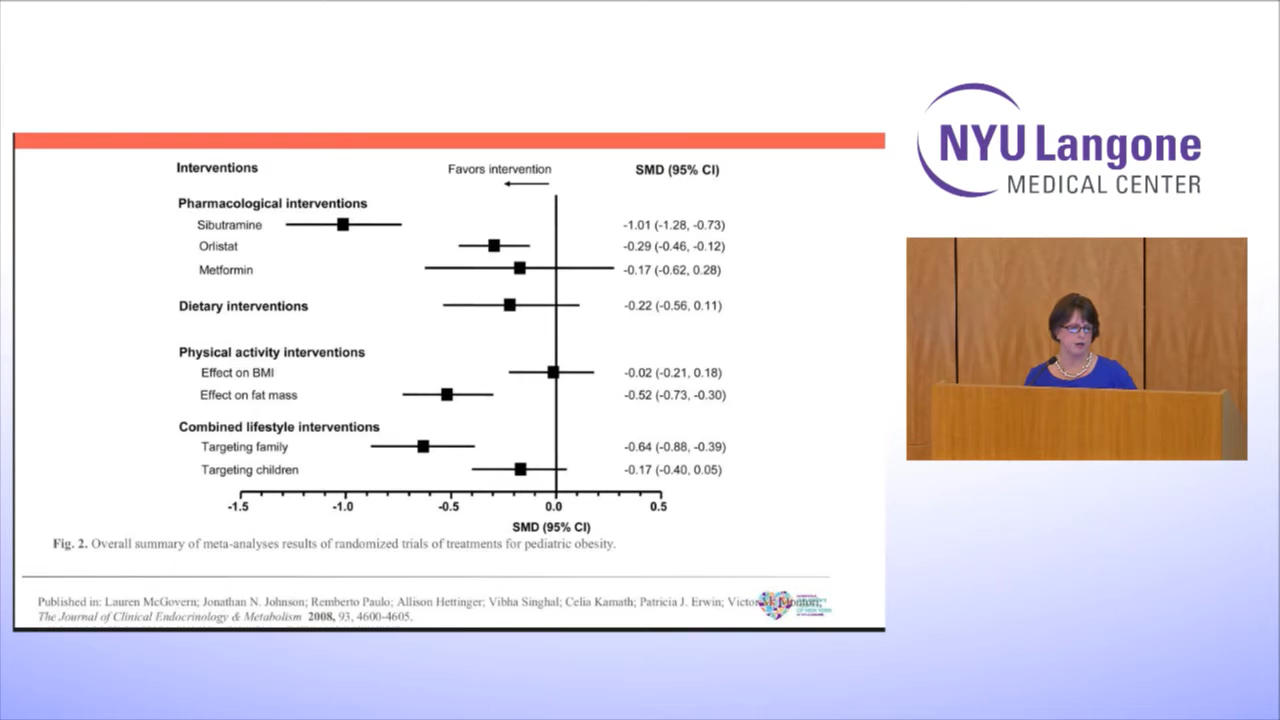 NYU Langone
MEDICAL CENTER
Interventions
Favors intervention
SMD (95% CI)
Pharmacological interventions
Sibutramine
-1.01 (-1.28, -0.73)
Orlistat
-0.29 (-0.46, -0.12)
Metformin
-0.17 (-0.62, 0.28)
Dietary interventions
-0.22 (-0.56, 0.11)
Physical activity interventions
Effect on BMI
-0.02 (-0.21, 0.18)
Effect on fat mass
-0.52 (-0.73, -0.30)
Combined lifestyle interventions
Targeting family
-0.64 (-0.88, -0.39)
Targeting children
-0.17 (-0.40, 0.05)
-1.5 -1.0 -0.5 0.0 0.5
SMD (95% CI)
Fig. 2. Overall summary of meta-analyses results of randomized trials of treatments for pediatric obesity.
Published in: Lauren McGovern; Jonathan N. Johnson; Remberto Paulo; Allison Hettinger; Vibha Singhal; Celia Kamath; Patricia J. Erwin;
The Journal of Clinical Endocrinology & Metabolism 2008, 93, 4600-4605.